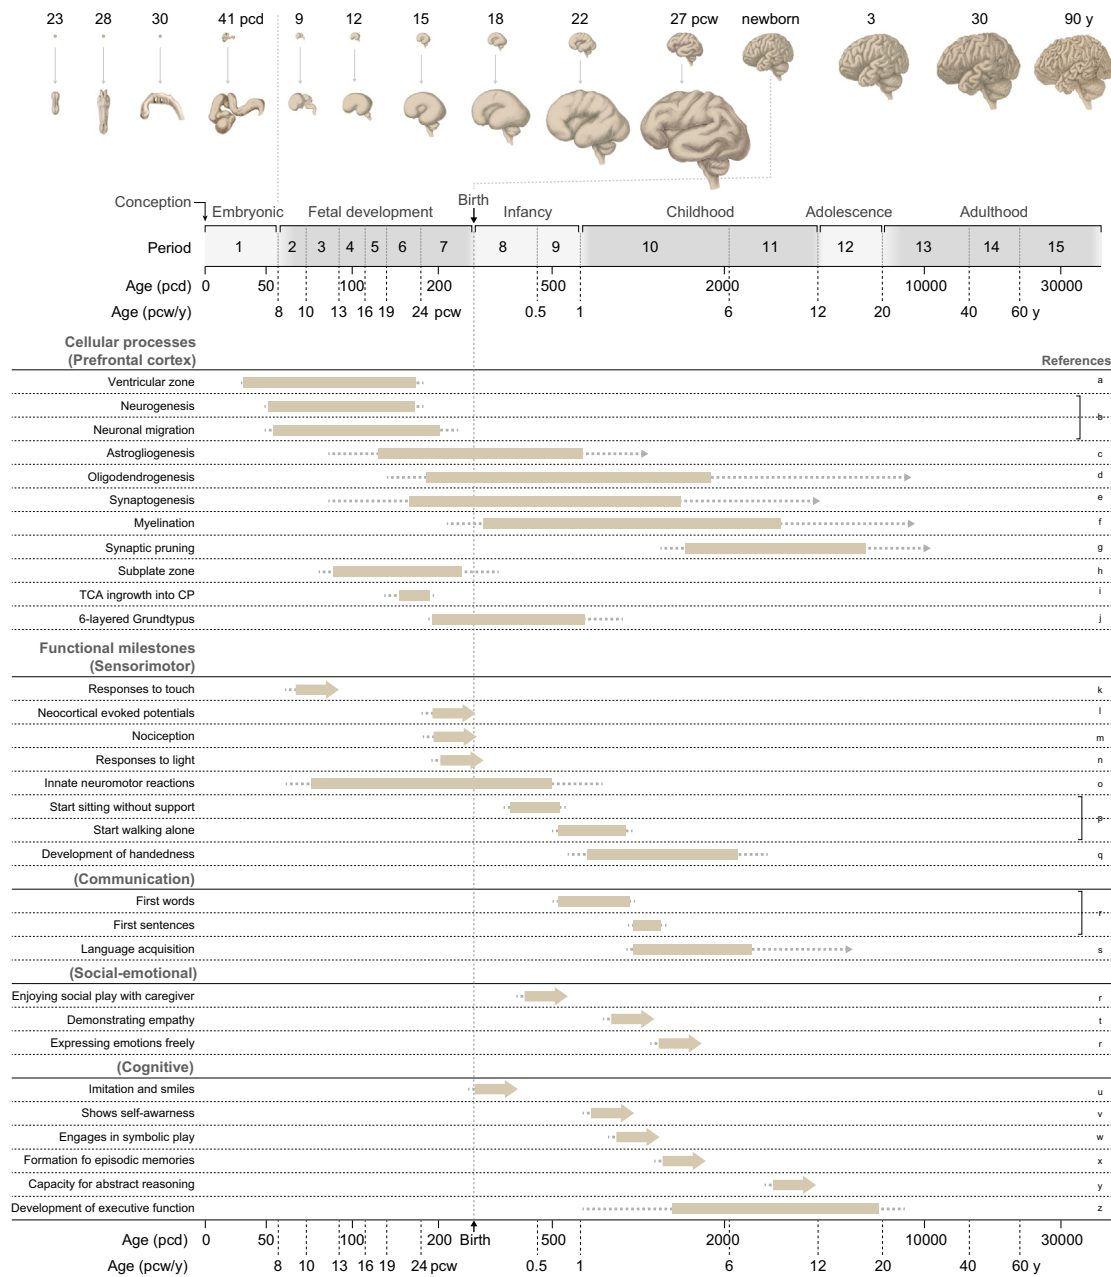 23 28 30 41 pcd 9 12 15 18 22 27 pcw newborn 3 30 90 y
Conception
Birth
Embryonic Fetal development Infancy Childhood Adolescence Adulthood
Period 1 2 3 4 5 6 7 8 9 10 11 12 13 14 15
Age (pcd) 0 50 100 200 500 2000 10000 30000
Age (pcw/y) 8 10 13 16 19 24 pcw 0.5 1 6 12 20 40 60 y
Cellular processes
(Prefrontal cortex) References
Ventricular zone a
Neurogenesis
b
Neuronal migration
Astrogliogenesis c
Oligodendrogenesis d
Synaptogenesis e
Myelination f
Synaptic pruning g
Subplate zone h
TCA ingrowth into CP i
6-layered Grundtypus j
Functional milestones
(Sensorimotor)
Responses to touch k
Neocortical evoked potentials l
Nociception m
Responses to light n
Innate neuromotor reactions o
Start sitting without support
p
Start walking alone
Development of handedness q
(Communication)
First words
r
First sentences
Language acquisition s
(Social-emotional)
Enjoying social play with caregiver r
Demonstrating empathy t
Expressing emotions freely r
(Cognitive)
Imitation and smiles u
Shows self-awarness v
Engages in symbolic play w
Formation fo episodic memories x
Capacity for abstract reasoning y
Development of executive function z
Age (pcd) 0 50 100 200 Birth 500 2000 10000 30000
Age (pcw/y) 8 10 13 16 19 24 pcw 0.5 1 6 12 20 40 60 y